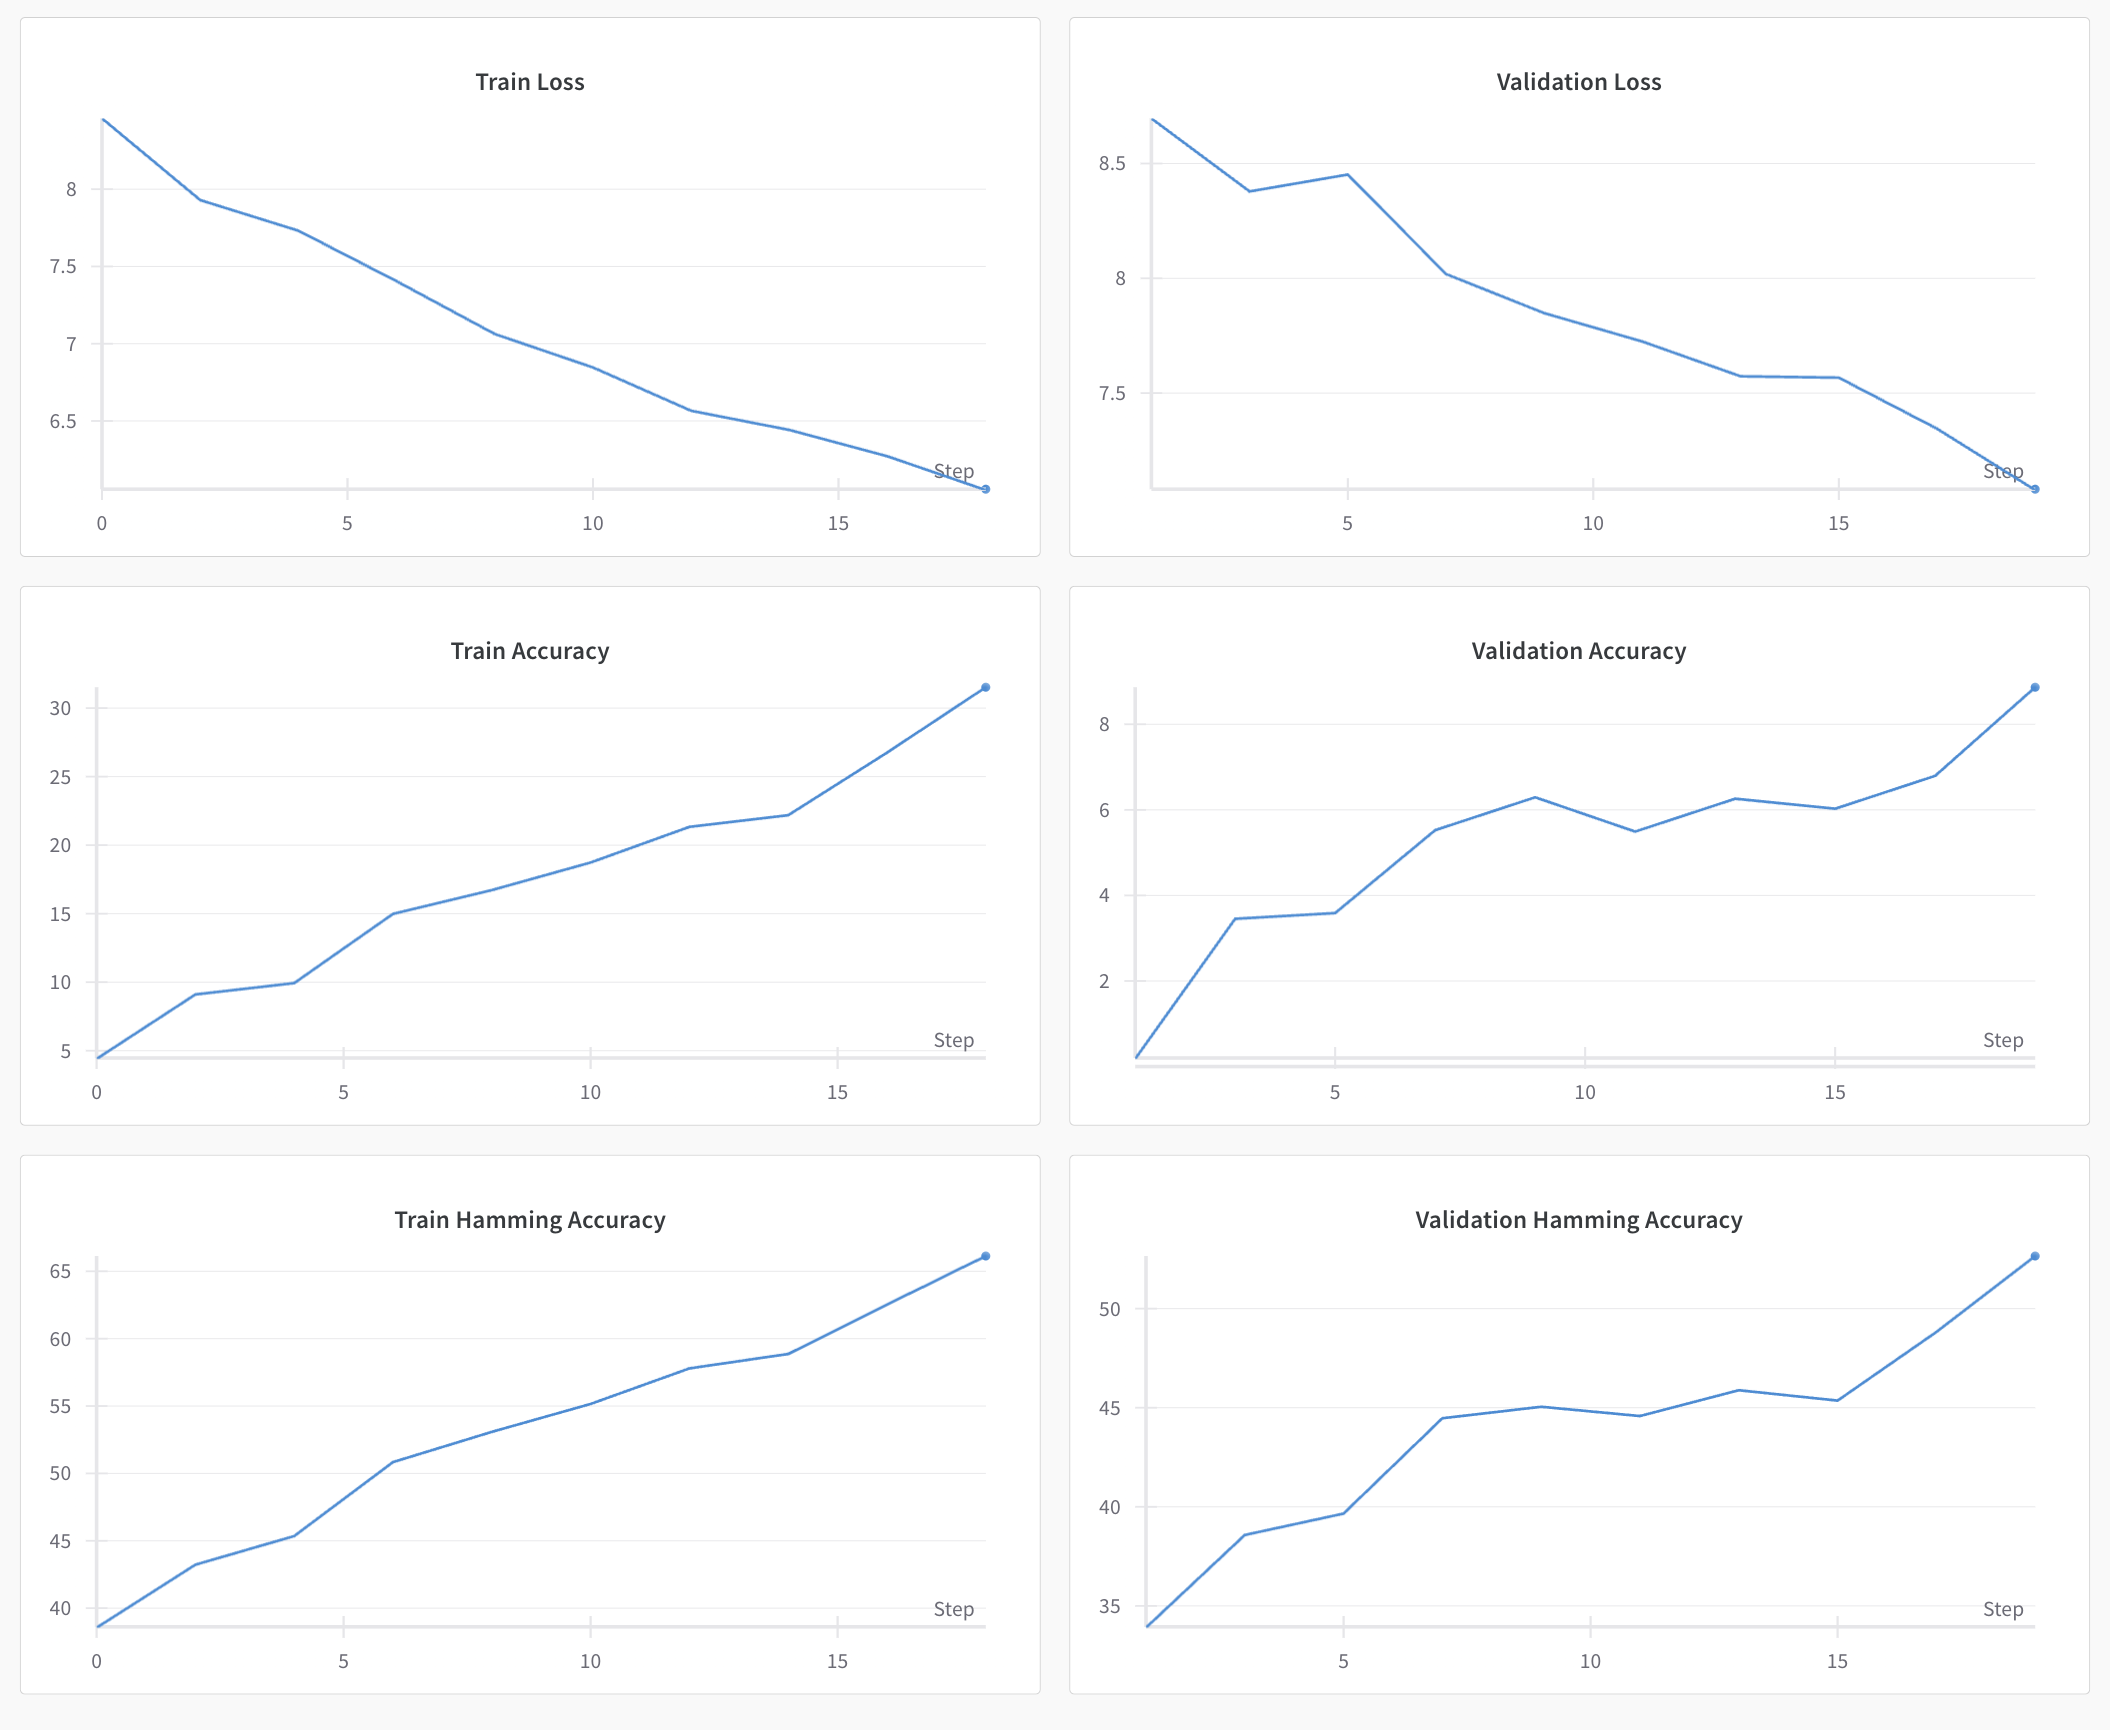 Train Loss
8
7.5
7
6.5
Step
0 5 10 15
Validation Loss
8.5
8
7.5
Step
5 10 15
Train Accuracy
30
25
20
15
10
5
Step
0 5 10 15
Validation Accuracy
8
6
4
2
Step
5 10 15
Train Hamming Accuracy
65
60
55
50
45
40
Step
0 5 10 15
Validation Hamming Accuracy
50
45
40
35
Step
5 10 15